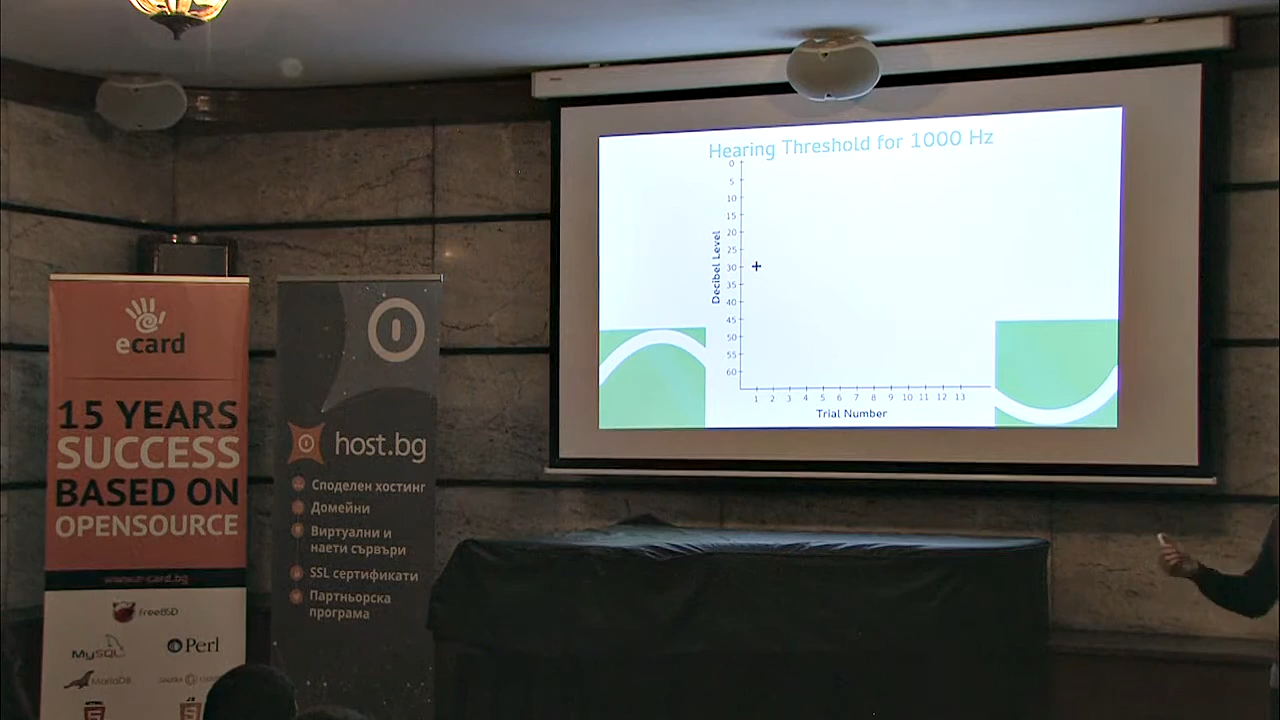 Hearing Threshold for 1000 Hz
0
5
10
15
20
25
30
35
40
45
50
55
60
Decibel Level
+
1 2 3 4 5 6 7 8 9 10 11 12 13
Trial Number
ecard
15 YEARS
SUCCESS
BASED ON
OPENSOURCE
www.e-card.bg
FreeBSD
MySQL
Perl
MariaDB
host.bg
Споделен хостинг
Домейни
Виртуални и
наети сървъри
SSL сертификати
Партньорска
програма